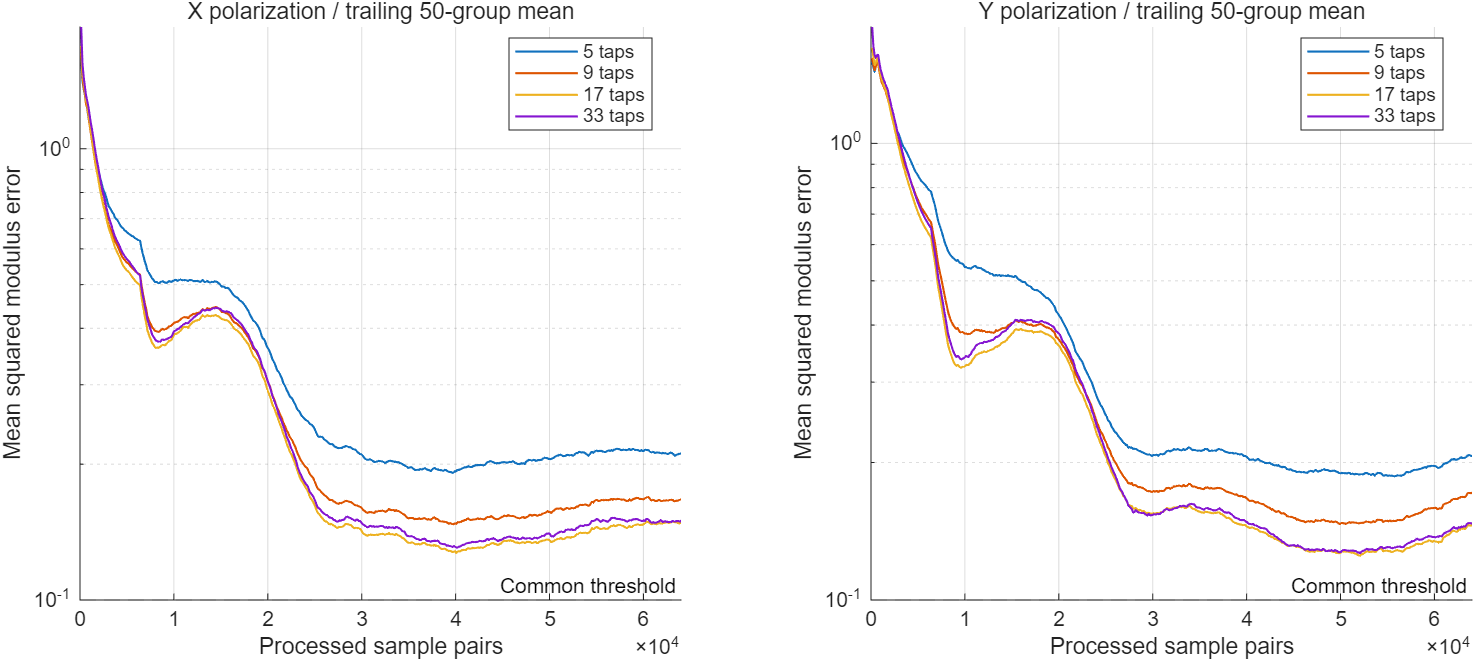 X polarization / trailing 50-group mean
5 taps
9 taps
17 taps
33 taps
Mean squared modulus error
10^0
10^-1
Common threshold
0 1 2 3 4 5 6
Processed sample pairs
×10^4
Y polarization / trailing 50-group mean
5 taps
9 taps
17 taps
33 taps
Mean squared modulus error
10^0
10^-1
Common threshold
0 1 2 3 4 5 6
Processed sample pairs
×10^4